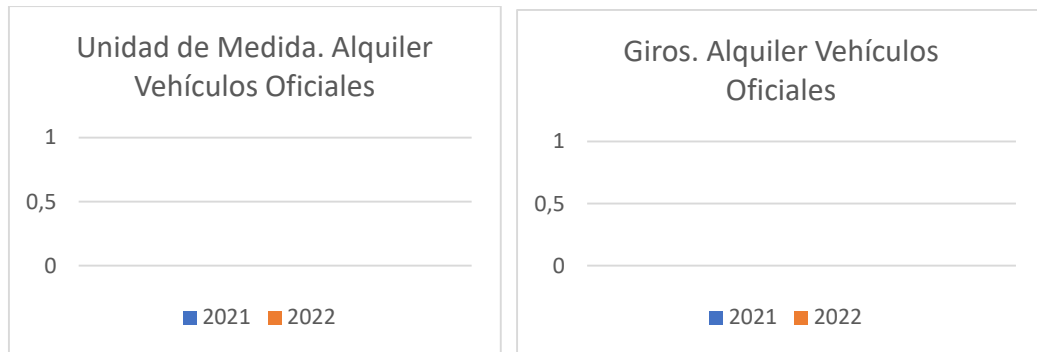 Unidad de Medida. Alquiler
Vehículos Oficiales
1
0,5
0
2021 2022
Giros. Alquiler Vehículos
Oficiales
1
0,5
0
2021 2022